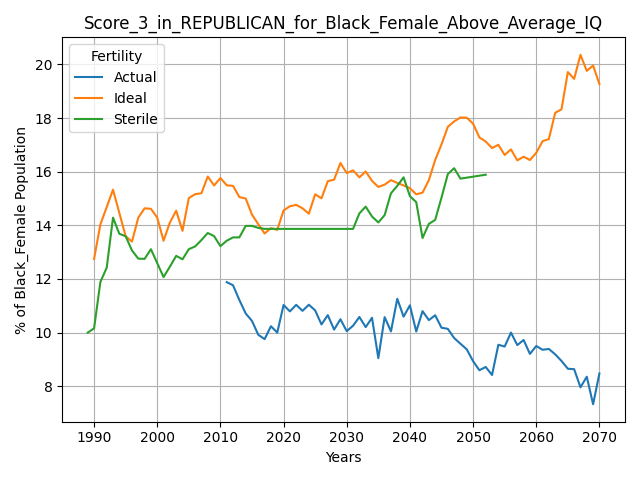 Score_3_in_REPUBLICAN_for_Black_Female_Above_Average_IQ
% of Black_Female Population
20
18
16
14
12
10
8
Fertility
Actual
Ideal
Sterile
1990 2000 2010 2020 2030 2040 2050 2060 2070
Years